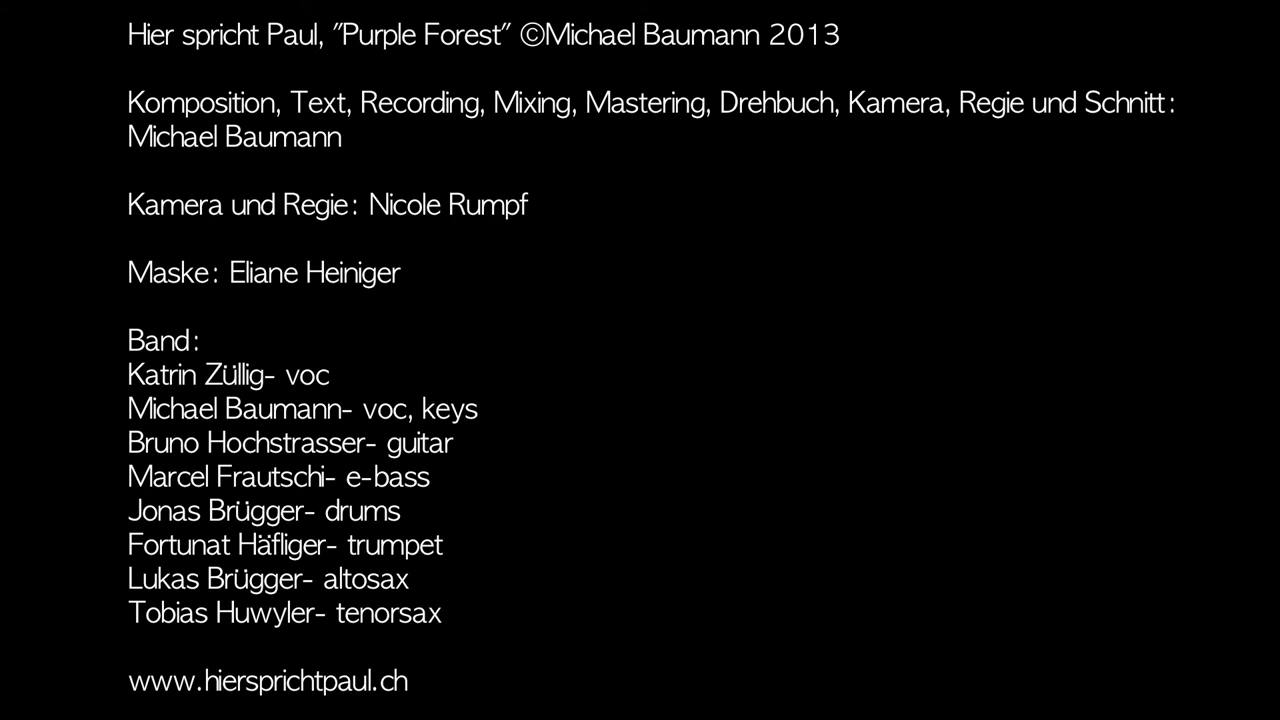 Hier spricht Paul, "Purple Forest" ©Michael Baumann 2013
Komposition, Text, Recording, Mixing, Mastering, Drehbuch, Kamera, Regie und Schnitt:
Michael Baumann
Kamera und Regie: Nicole Rumpf
Maske: Eliane Heiniger
Band:
Katrin Züllig- voc
Michael Baumann- voc, keys
Bruno Hochstrasser- guitar
Marcel Frautschi- e-bass
Jonas Brügger- drums
Fortunat Häfliger- trumpet
Lukas Brügger- altosax
Tobias Huwyler- tenorsax
www.hiersprichtpaul.ch